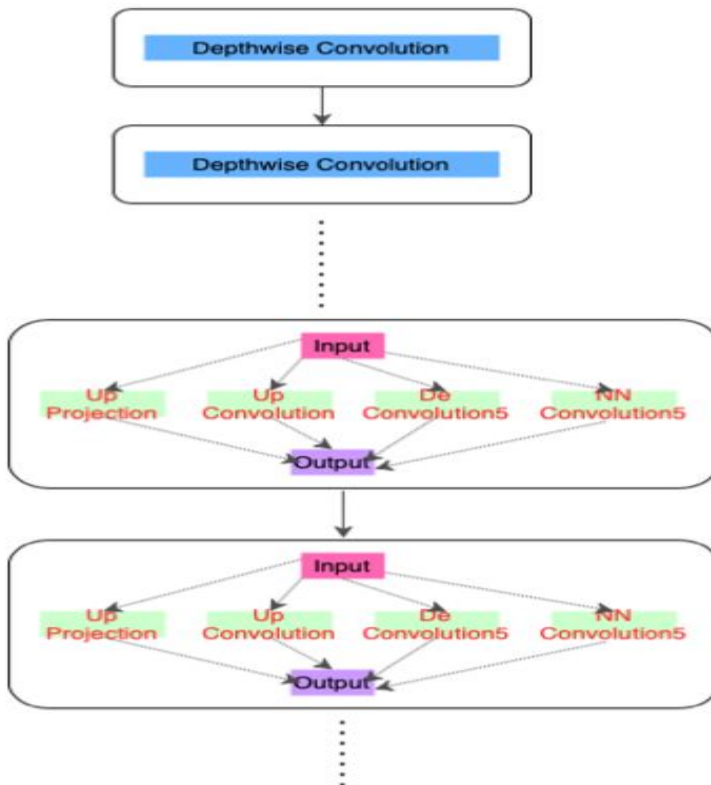 Depthwise Convolution
Depthwise Convolution
Input
Up Projection
Up Convolution
De Convolution5
NN Convolution5
Output
Input
Up Projection
Up Convolution
De Convolution5
NN Convolution5
Output